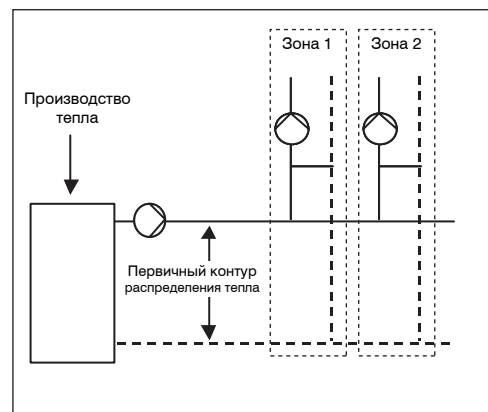 Зона 1
Зона 2
Производство
тепла
Первичный контур
распределения тепла